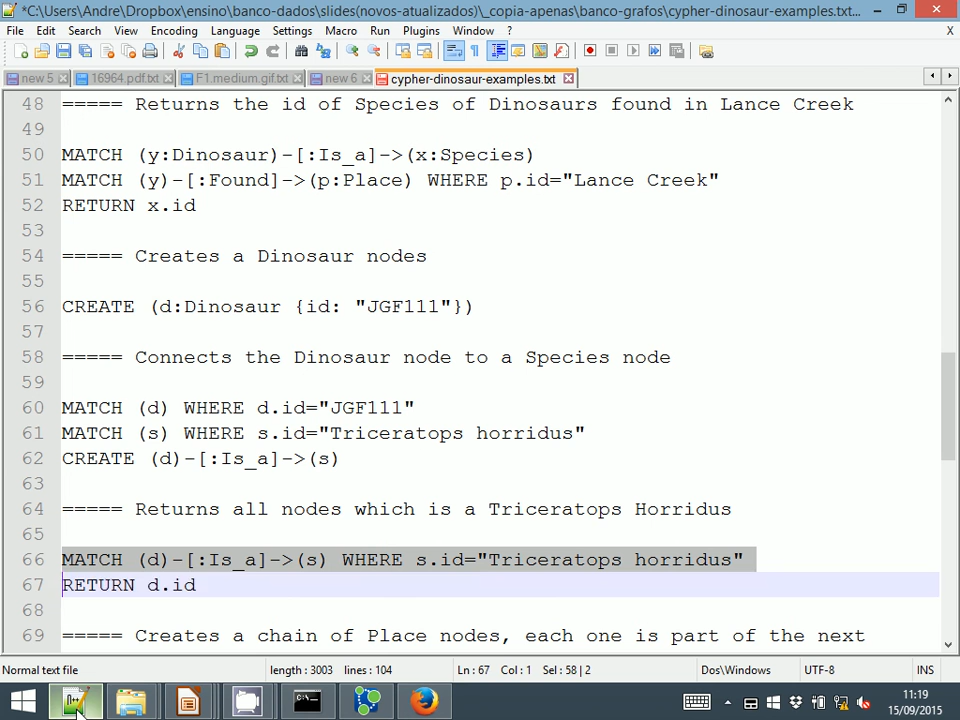 *C:\Users\Andre\Dropbox\ensino\banco-dados\slides(novos-atualizados)\_copia-apenas\banco-grafos\cypher-dinosaur-examples.txt...
File Edit Search View Encoding Language Settings Macro Run Plugins Window ? X
new 5 16964.pdf.txt F1.medium.gif.txt new 6 cypher-dinosaur-examples.txt
48 ===== Returns the id of Species of Dinosaurs found in Lance Creek
49
50 MATCH (y:Dinosaur)-[:Is_a]->(x:Species)
51 MATCH (y)-[:Found]->(p:Place) WHERE p.id="Lance Creek"
52 RETURN x.id
53
54 ===== Creates a Dinosaur nodes
55
56 CREATE (d:Dinosaur {id: "JGF111"})
57
58 ===== Connects the Dinosaur node to a Species node
59
60 MATCH (d) WHERE d.id="JGF111"
61 MATCH (s) WHERE s.id="Triceratops horridus"
62 CREATE (d)-[:Is_a]->(s)
63
64 ===== Returns all nodes which is a Triceratops Horridus
65
66 MATCH (d)-[:Is_a]->(s) WHERE s.id="Triceratops horridus"
67 RETURN d.id
68
69 ===== Creates a chain of Place nodes, each one is part of the next
Normal text file length : 3003 lines : 104 Ln : 67 Col : 1 Sel : 58 | 2 Dos\Windows UTF-8 INS
11:19
15/09/2015